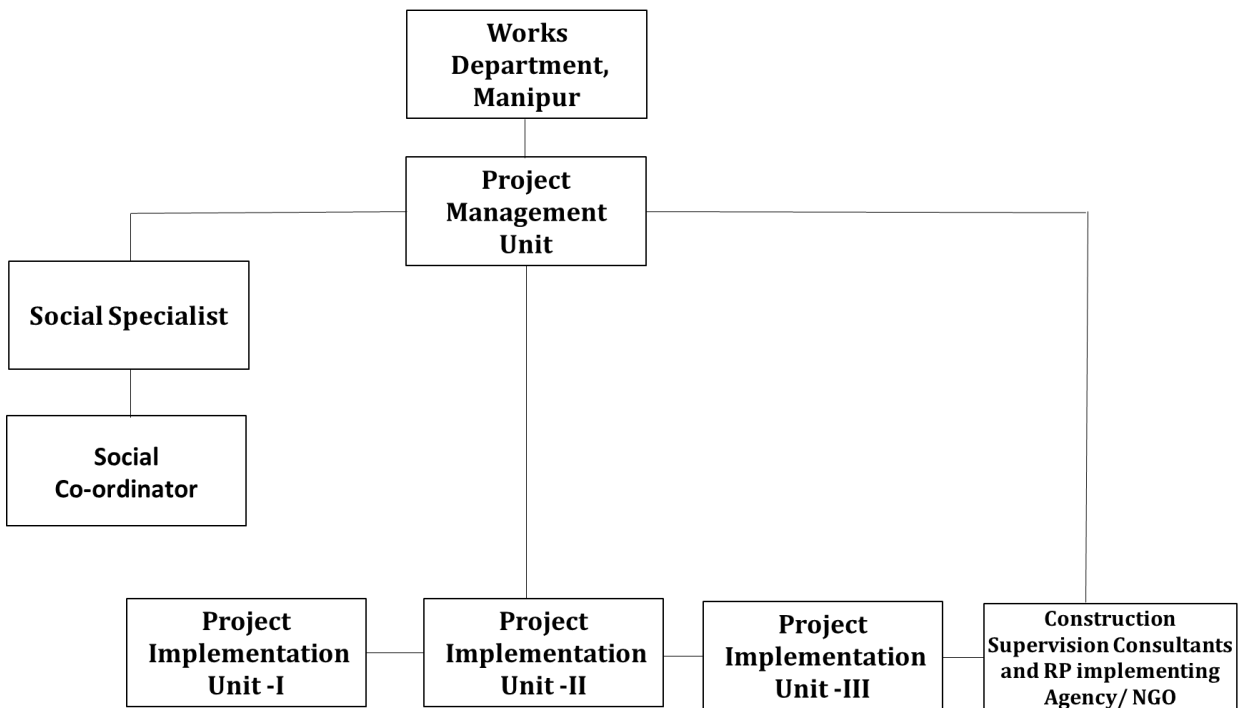 Works
Department,
Manipur
Project
Management
Unit
Social Specialist
Social
Co-ordinator
Project
Implementation
Unit -I
Project
Implementation
Unit -II
Project
Implementation
Unit -III
Construction
Supervision Consultants
and RP implementing
Agency/ NGO